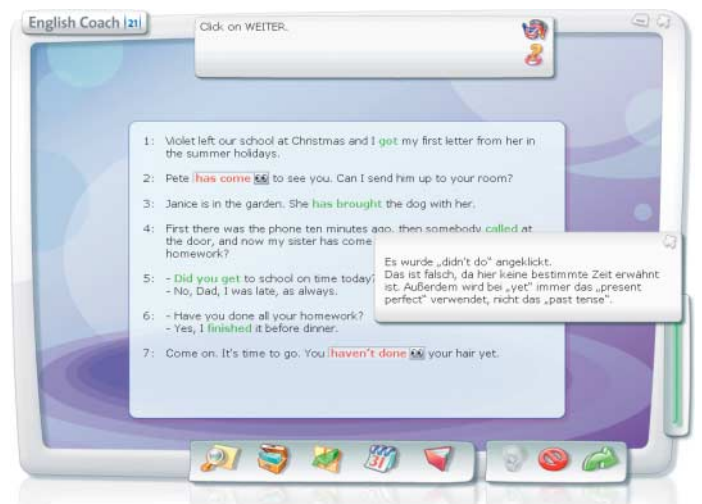 English Coach |21|
Click on WEITER.
1: Violet left our school at Christmas and I got my first letter from her in
the summer holidays.
2: Pete has come to see you. Can I send him up to your room?
3: Janice is in the garden. She has brought the dog with her.
4: First there was the phone ten minutes ago, then somebody called at
the door, and now my sister has come
homework?
Es wurde „didn't do" angeklickt.
Das ist falsch, da hier keine bestimmte Zeit erwähnt
ist. Außerdem wird bei „yet" immer das „present
perfect" verwendet, nicht das „past tense".
5: - Did you get to school on time today?
- No, Dad, I was late, as always.
6: - Have you done all your homework?
- Yes, I finished it before dinner.
7: Come on. It's time to go. You haven't done your hair yet.
31